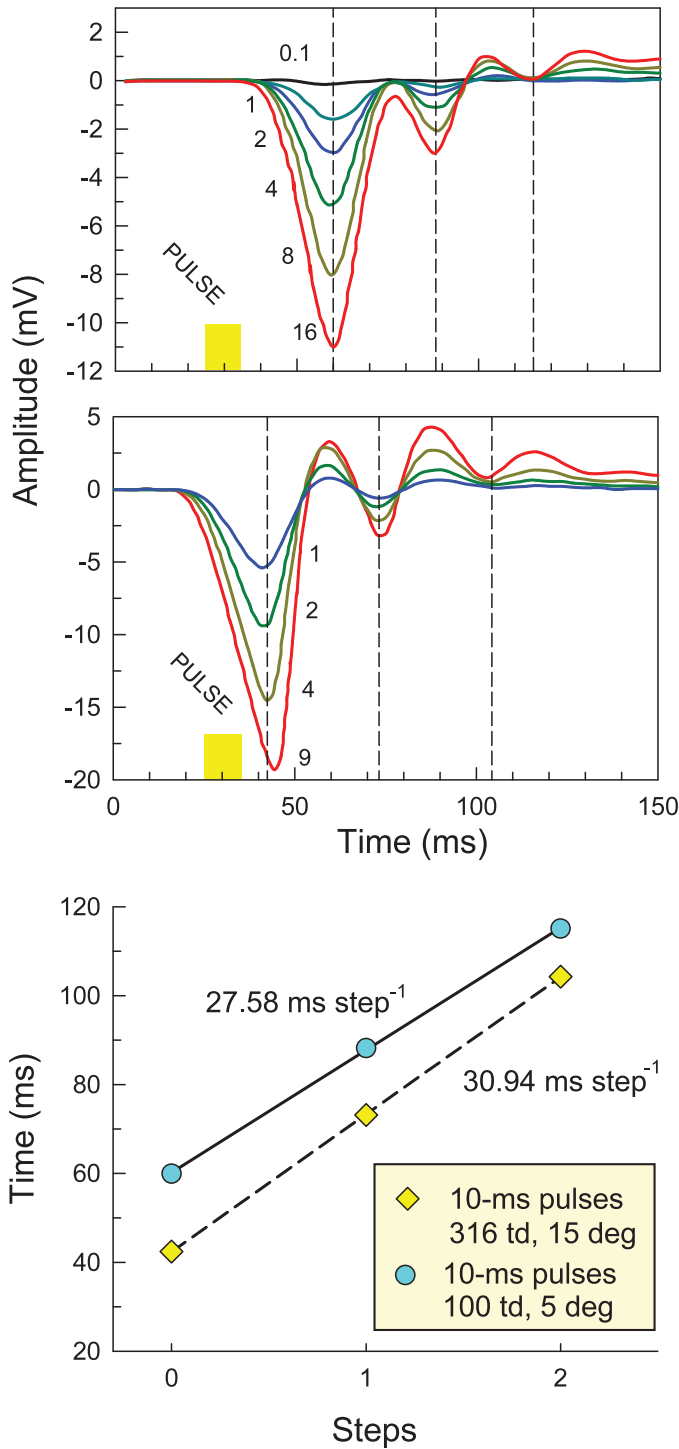 2
0
-2
-4
-6
-8
-10
-12
0.1
1
2
4
8
16
PULSE
Amplitude (mV)
5
0
-5
-10
-15
-20
1
2
4
9
PULSE
0 50 100 150
Time (ms)
120
100
80
60
40
20
Time (ms)
27.58 ms step⁻¹
30.94 ms step⁻¹
10-ms pulses
316 td, 15 deg
10-ms pulses
100 td, 5 deg
0 1 2
Steps